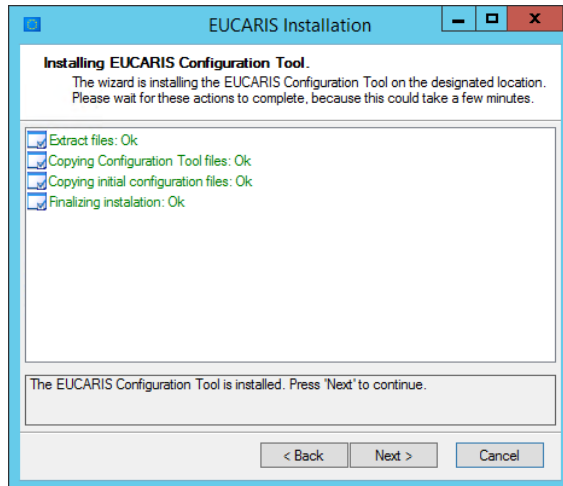 EUCARIS Installation
Installing EUCARIS Configuration Tool.
The wizard is installing the EUCARIS Configuration Tool on the designated location.
Please wait for these actions to complete, because this could take a few minutes.
Extract files: Ok
Copying Configuration Tool files: Ok
Copying initial configuration files: Ok
Finalizing instalation: Ok
The EUCARIS Configuration Tool is installed. Press 'Next' to continue.
< Back Next > Cancel